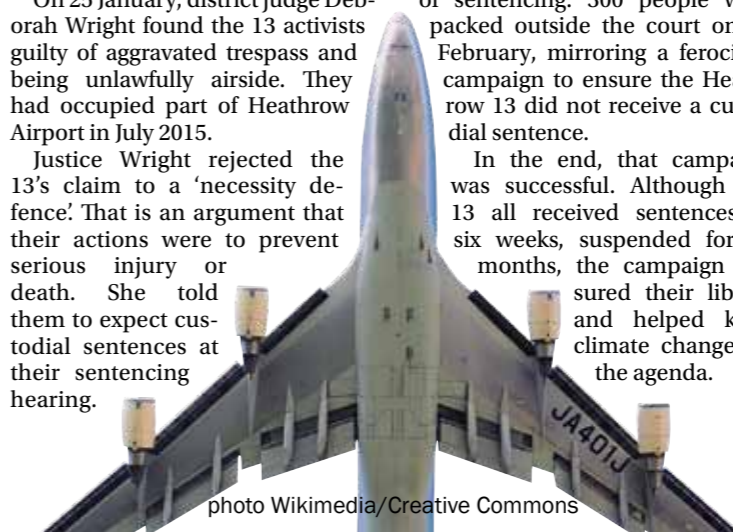 On January, district judge Deb-
orah Wright found the 13 activists
guilty of aggravated trespass and
being unlawfully airside. They
had occupied part of Heathrow
Airport in July 2015.
Justice Wright rejected the
13's claim to a ‘necessity de-
fence’. That is an argument that
their actions were to prevent
serious injury or
death. She told
them to expect cus-
todial sentences at
their sentencing
hearing.
sentencing. people w
packed outside the court on
February, mirroring a feroci
campaign to ensure the Hea
row 13 did not receive a cu
dial sentence.
In the end, that campa
was successful. Although
13 all received sentences
six weeks, suspended for
months, the campaign
sured their lib
and helped k
climate change
the agenda.
JA401J
photo Wikimedia/Creative Commons